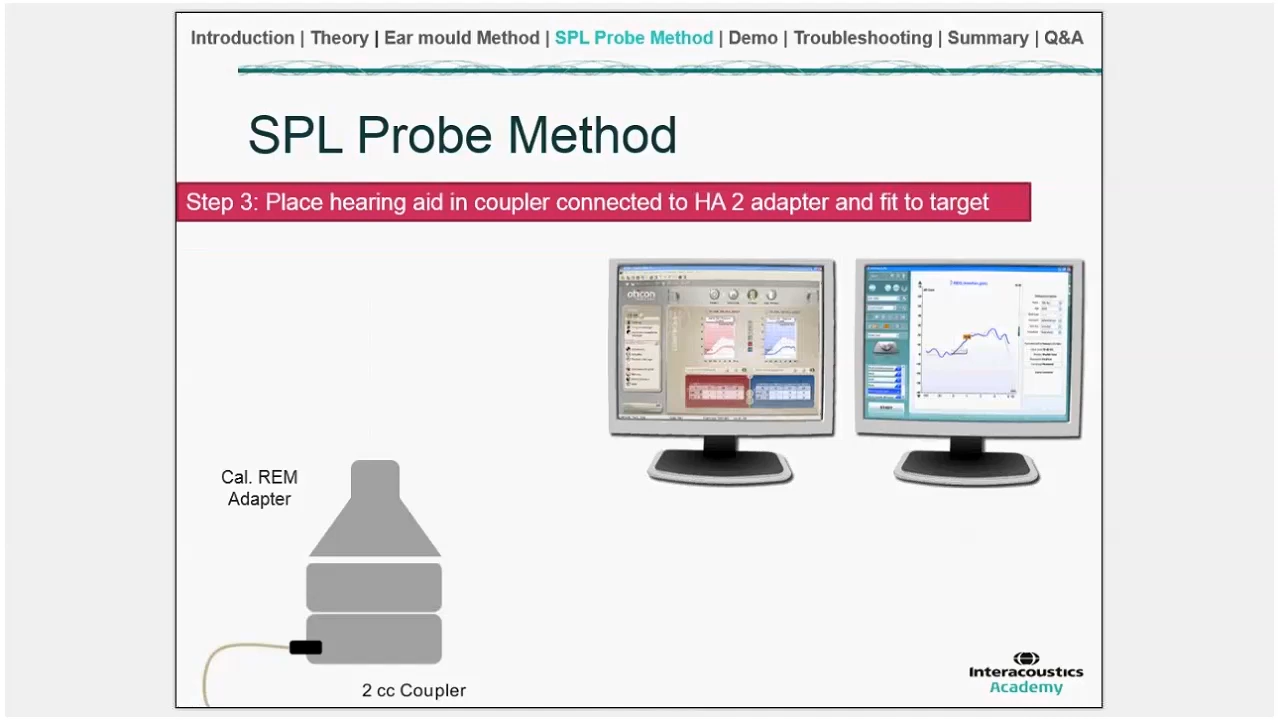 Introduction | Theory | Ear mould Method | SPL Probe Method | Demo | Troubleshooting | Summary | Q&A
SPL Probe Method
Step 3: Place hearing aid in coupler connected to HA 2 adapter and fit to target
Cal. REM
Adapter
2 cc Coupler
Interacoustics
Academy